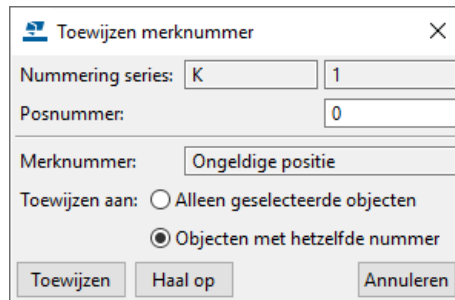 Toewijzen merknummer
Nummering series: K 1
Posnummer: 0
Merknummer: Ongeldige positie
Toewijzen aan: Alleen geselecteerde objecten
Objecten met hetzelfde nummer
Toewijzen Haal op Annuleren